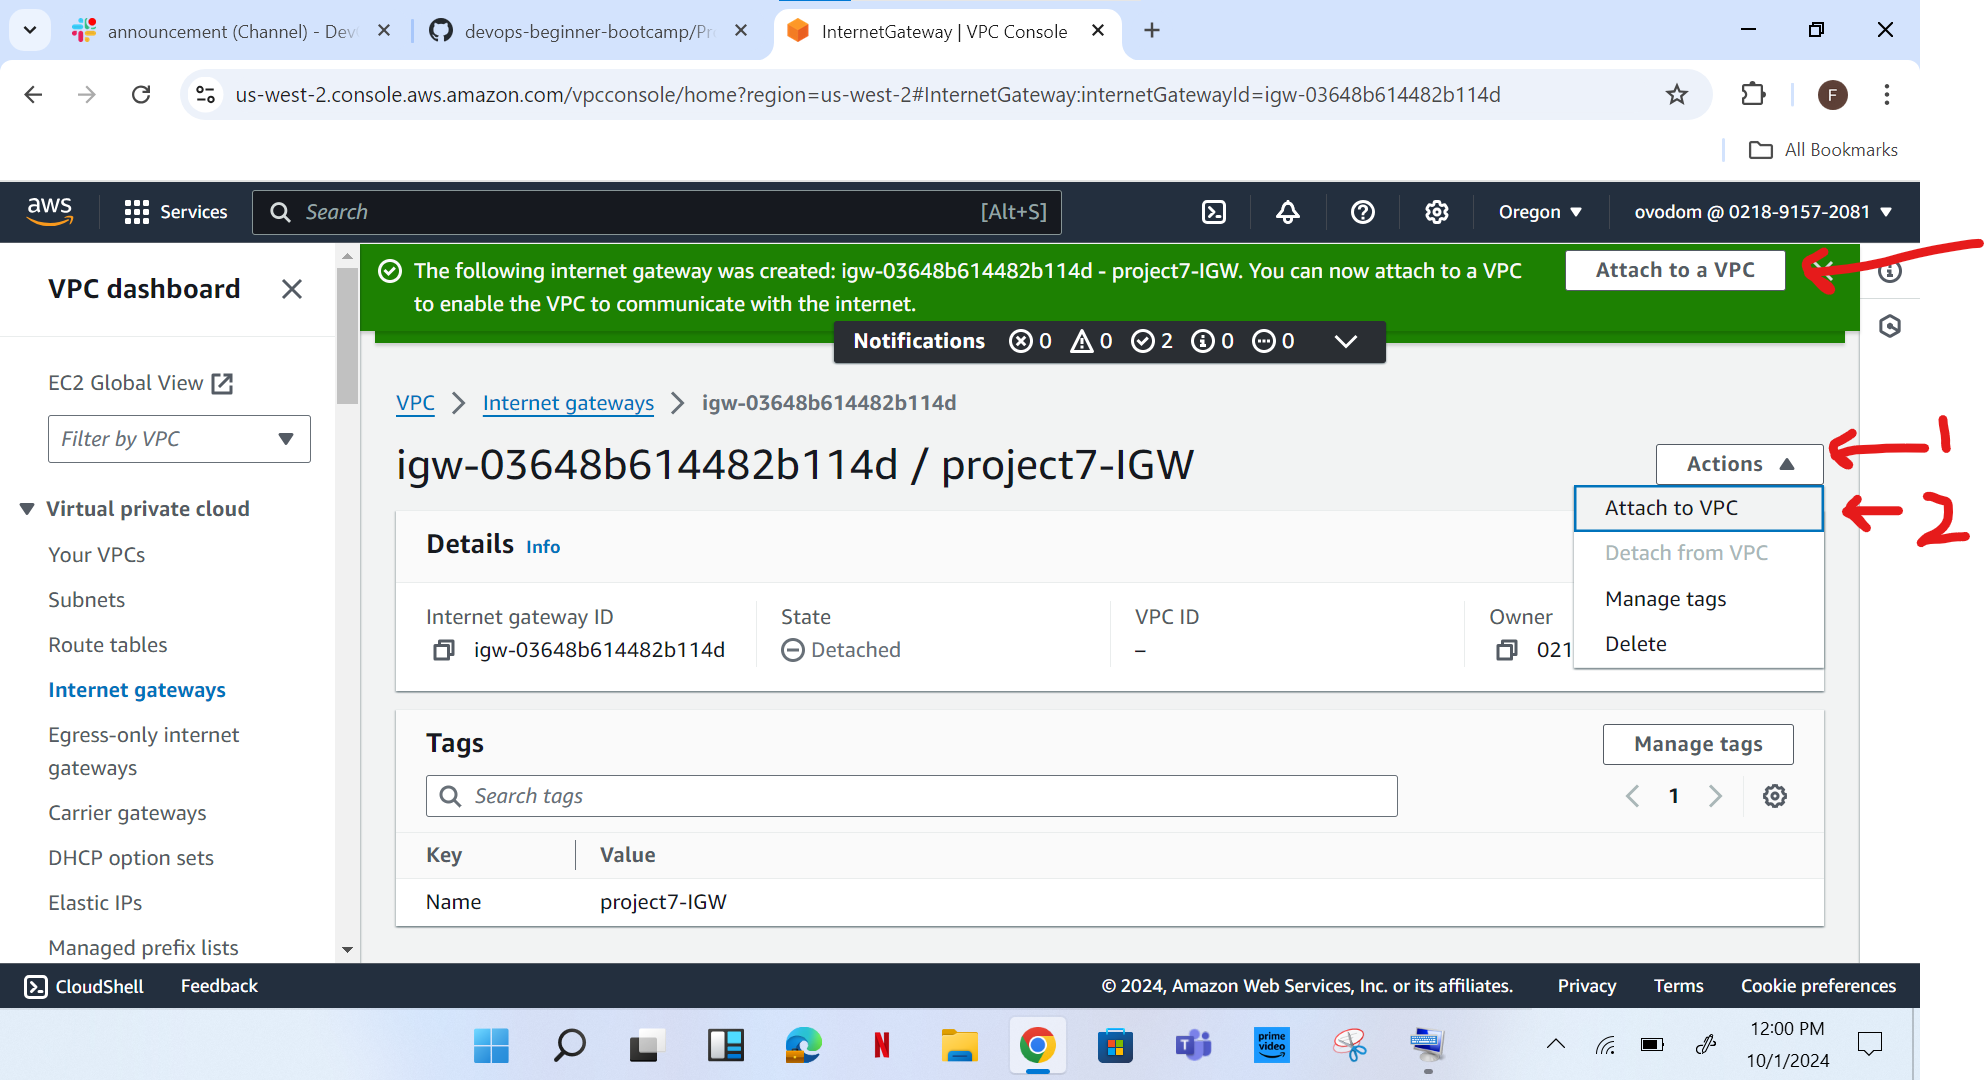 announcement (Channel) - Dev
devops-beginner-bootcamp/Pr
InternetGateway | VPC Console
us-west-2.console.aws.amazon.com/vpcconsole/home?region=us-west-2#InternetGateway:internetGatewayId=igw-03648b614482b114d
F
All Bookmarks
aws
Services
Search
[Alt+S]
Oregon
ovodom @ 0218-9157-2081
VPC dashboard
EC2 Global View
Filter by VPC
Virtual private cloud
Your VPCs
Subnets
Route tables
Internet gateways
Egress-only internet
gateways
Carrier gateways
DHCP option sets
Elastic IPs
Managed prefix lists
The following internet gateway was created: igw-03648b614482b114d - project7-IGW. You can now attach to a VPC
to enable the VPC to communicate with the internet.
Attach to a VPC
Notifications 0 0 2 0 0
VPC
Internet gateways
igw-03648b614482b114d
igw-03648b614482b114d / project7-IGW
Actions
1
Attach to VPC
2
Detach from VPC
Manage tags
Delete
Details Info
Internet gateway ID
igw-03648b614482b114d
State
Detached
VPC ID
–
Owner
021
Tags
Manage tags
Search tags
1
Key
Value
Name
project7-IGW
CloudShell
Feedback
© 2024, Amazon Web Services, Inc. or its affiliates.
Privacy
Terms
Cookie preferences
N
prime
video
12:00 PM
10/1/2024